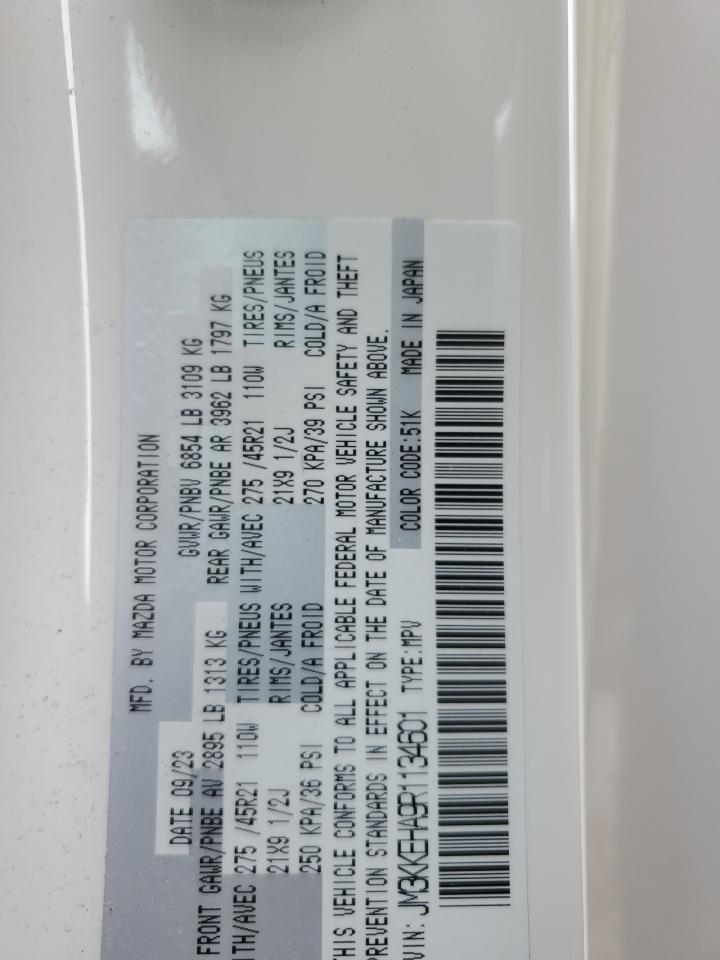 MFD. BY MAZDA MOTOR CORPORATION
DATE 09/23 GVWR/PNBV 6854 LB 3109 KG
FRONT GAWR/PNBE AV 2895 LB 1313 KG REAR GAWR/PNBE AR 3962 LB 1797 KG
ITH/AVEC 275 /45R21 110W TIRES/PNEUS WITH/AVEC 275 /45R21 110W TIRES/PNEUS
21X9 1/2J RIMS/JANTES 21X9 1/2J RIMS/JANTES
250 KPA/36 PSI COLD/A FROID 270 KPA/39 PSI COLD/A FROID
HIS VEHICLE CONFORMS TO ALL APPLICABLE FEDERAL MOTOR VEHICLE SAFETY AND THEFT
PREVENTION STANDARDS IN EFFECT ON THE DATE OF MANUFACTURE SHOWN ABOVE.
VIN: JM3KKEHA9R1134601 TYPE:MPV COLOR CODE:51K MADE IN JAPAN